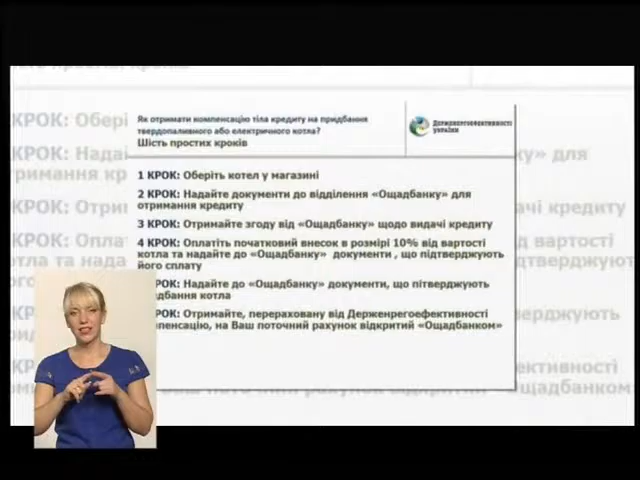 Як отримати компенсацію тіла кредиту на придбання
твердопаливного або електричного котла?
Шість простих кроків
Держенергоефективності
України
1 КРОК: Оберіть котел у магазині
2 КРОК: Надайте документи до відділення «Ощадбанку» для
отримання кредиту
3 КРОК: Отримайте згоду від «Ощадбанку» щодо видачі кредиту
4 КРОК: Оплатіть початковий внесок в розмірі 10% від вартості
котла та надайте до «Ощадбанку» документи , що підтверджують
його сплату
КРОК: Надайте до «Ощадбанку» документи, що пітверджують
идбання котла
КРОК: Отримайте, перераховану від Держенрегоефективності
мпенсацію, на Ваш поточний рахунок відкритий «Ощадбанком»